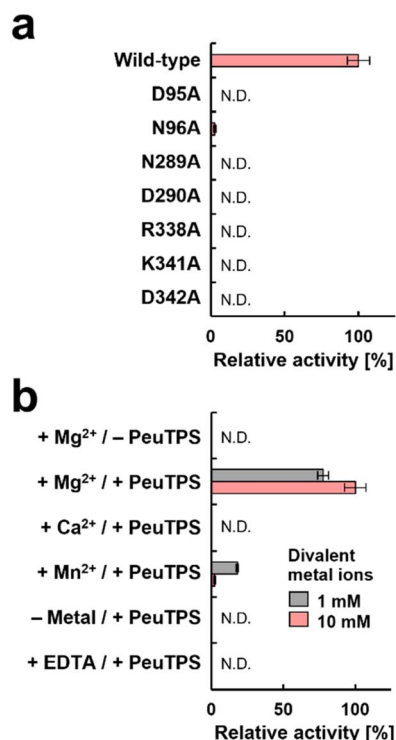 a
Wild-type
D95A N.D.
N96A
N289A N.D.
D290A N.D.
R338A N.D.
K341A N.D.
D342A N.D.
0 50 100
Relative activity [%]
b
+ Mg²⁺ / – PeuTPS N.D.
+ Mg²⁺ / + PeuTPS
+ Ca²⁺ / + PeuTPS N.D.
+ Mn²⁺ / + PeuTPS
Divalent
metal ions
1 mM
10 mM
– Metal / + PeuTPS N.D.
+ EDTA / + PeuTPS N.D.
0 50 100
Relative activity [%]